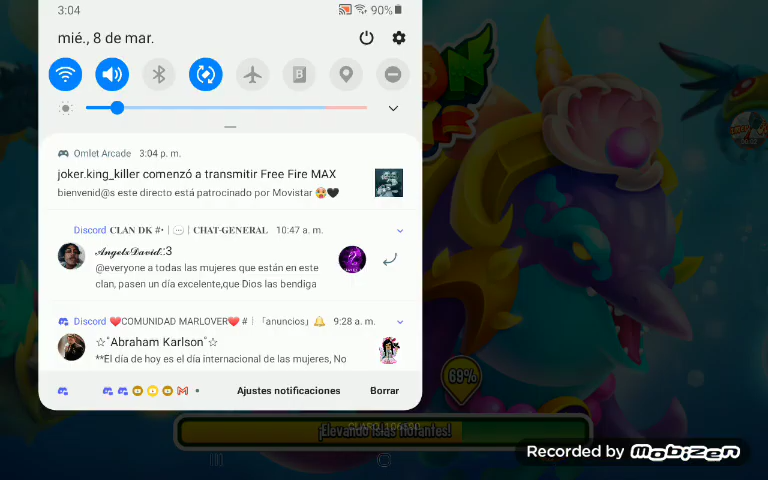 3:04
90%
mié., 8 de mar.
Omlet Arcade 3:04 p. m.
joker.king_killer comenzó a transmitir Free Fire MAX
bienvenid@s este directo está patrocinado por Movistar 🥵🖤
Discord 𝐂𝐋𝐀𝐍 𝐃𝐊 #•｜💬｜𝐂𝐇𝐀𝐓-𝐆𝐄𝐍𝐄𝐑𝐀𝐋 10:47 a. m.
𝓐𝓷𝓰𝓮𝓵𝔁𝓓𝓪𝓿𝓲𝓭.:3
@everyone a todas las mujeres que están en este
clan, pasen un día excelente,que Dios las bendiga
Discord ❤️COMUNIDAD MARLOVER❤️ #｜「anuncios」🔔 9:28 a. m.
☆˚Abraham Karlson˚☆
**El día de hoy es el día internacional de las mujeres, No
Ajustes notificaciones Borrar
69%
¡Elevando islas flotantes!
Recorded by Mobizen